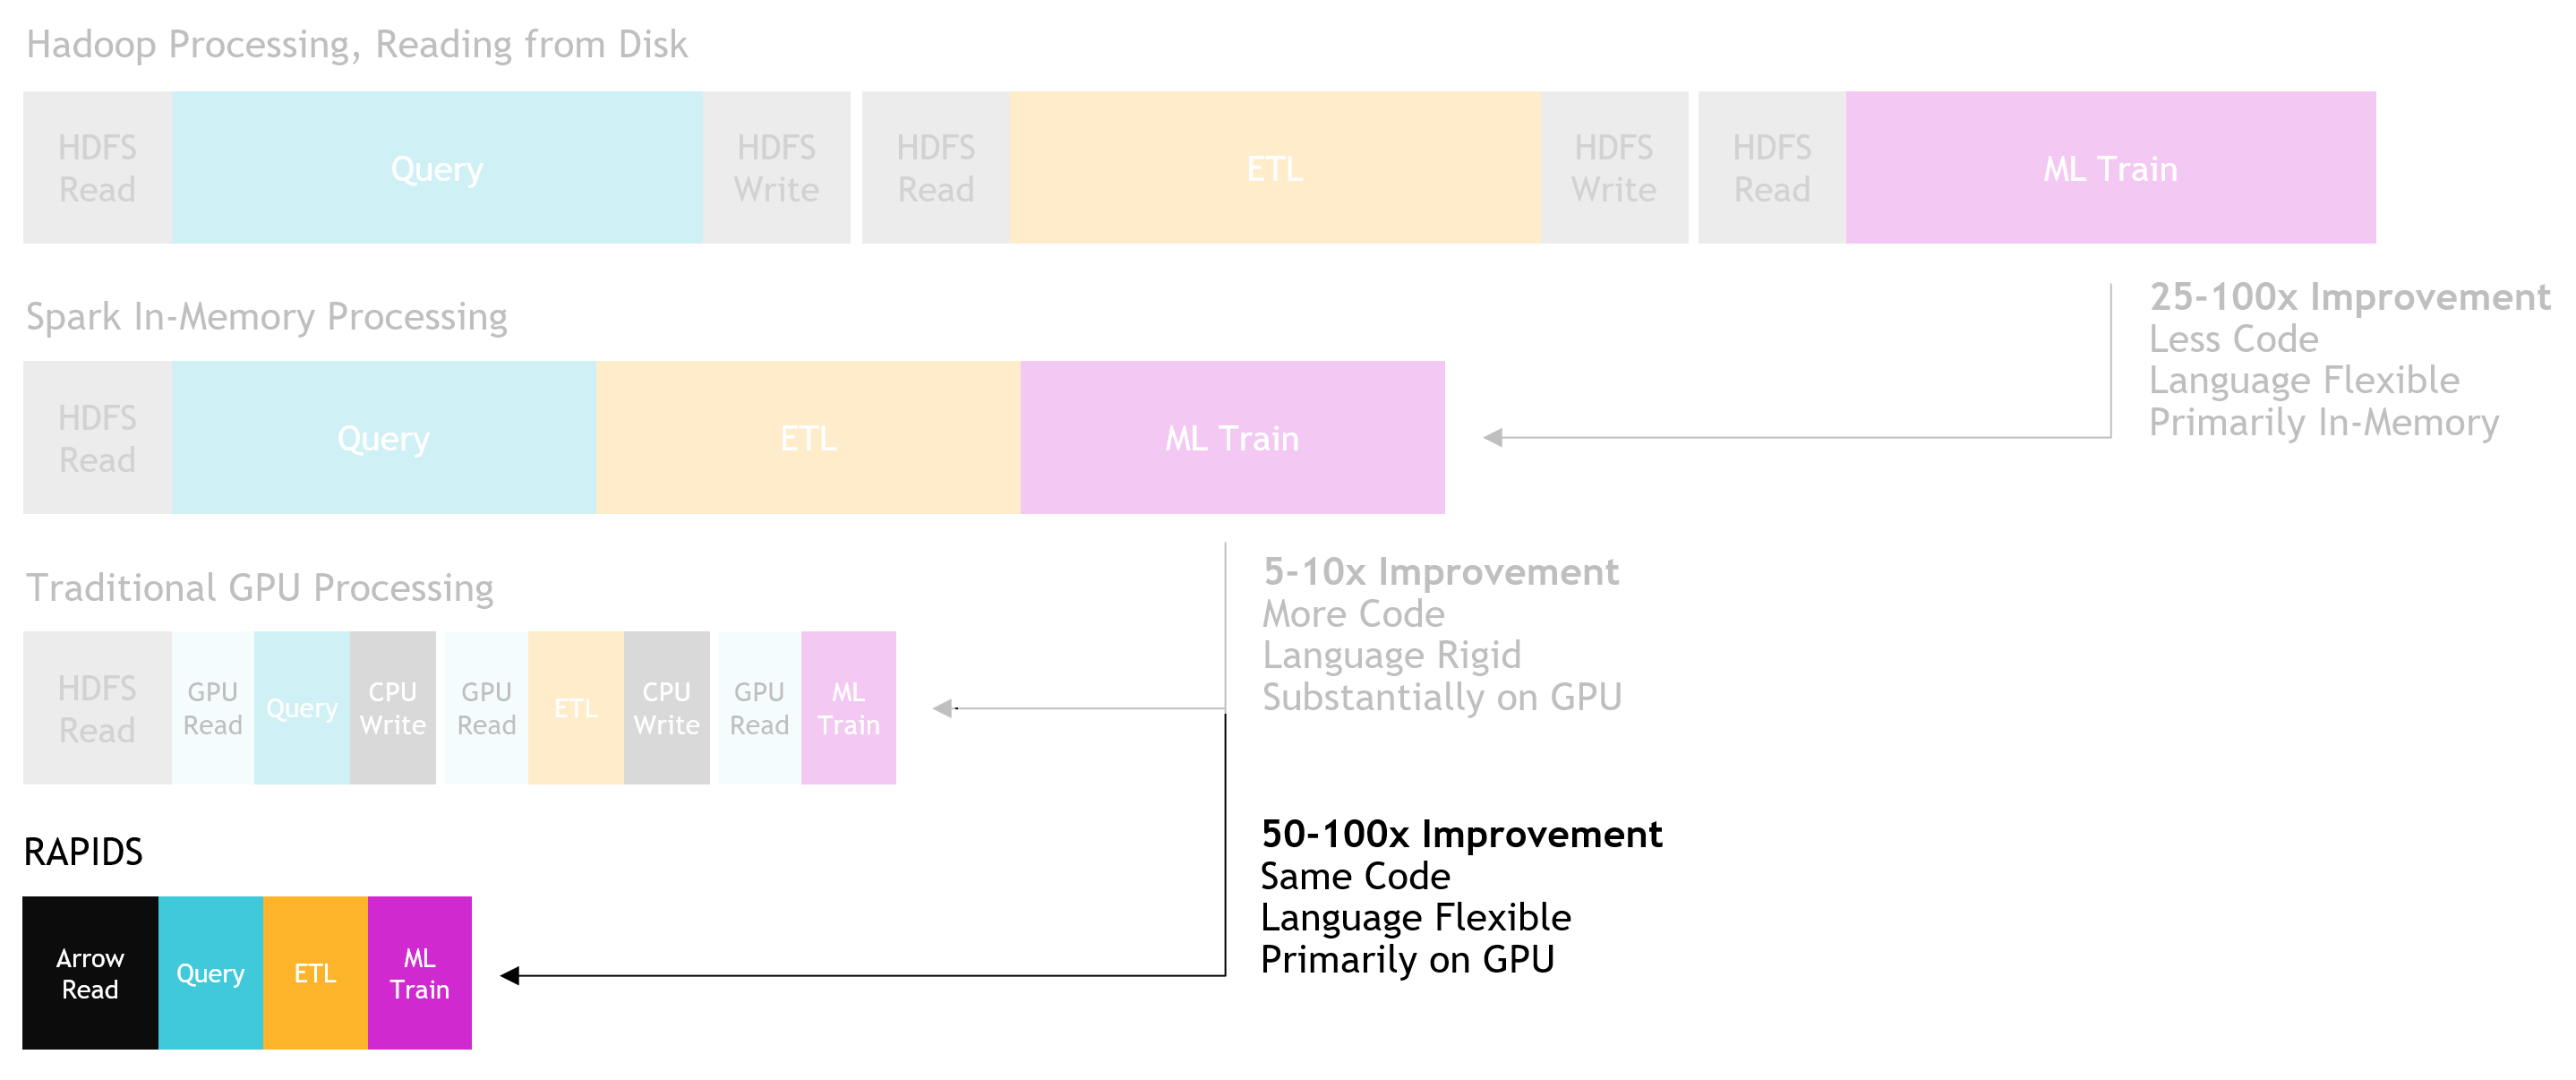 Hadoop Processing, Reading from Disk
HDFS
Read
Query
HDFS
Write
HDFS
Read
ETL
HDFS
Write
HDFS
Read
ML Train
25-100x Improvement
Less Code
Language Flexible
Primarily In-Memory
Spark In-Memory Processing
HDFS
Read
Query
ETL
ML Train
5-10x Improvement
More Code
Language Rigid
Substantially on GPU
Traditional GPU Processing
HDFS
Read
GPU
Read
Query
CPU
Write
GPU
Read
ETL
CPU
Write
GPU
Read
ML
Train
50-100x Improvement
Same Code
Language Flexible
Primarily on GPU
RAPIDS
Arrow
Read
Query
ETL
ML
Train